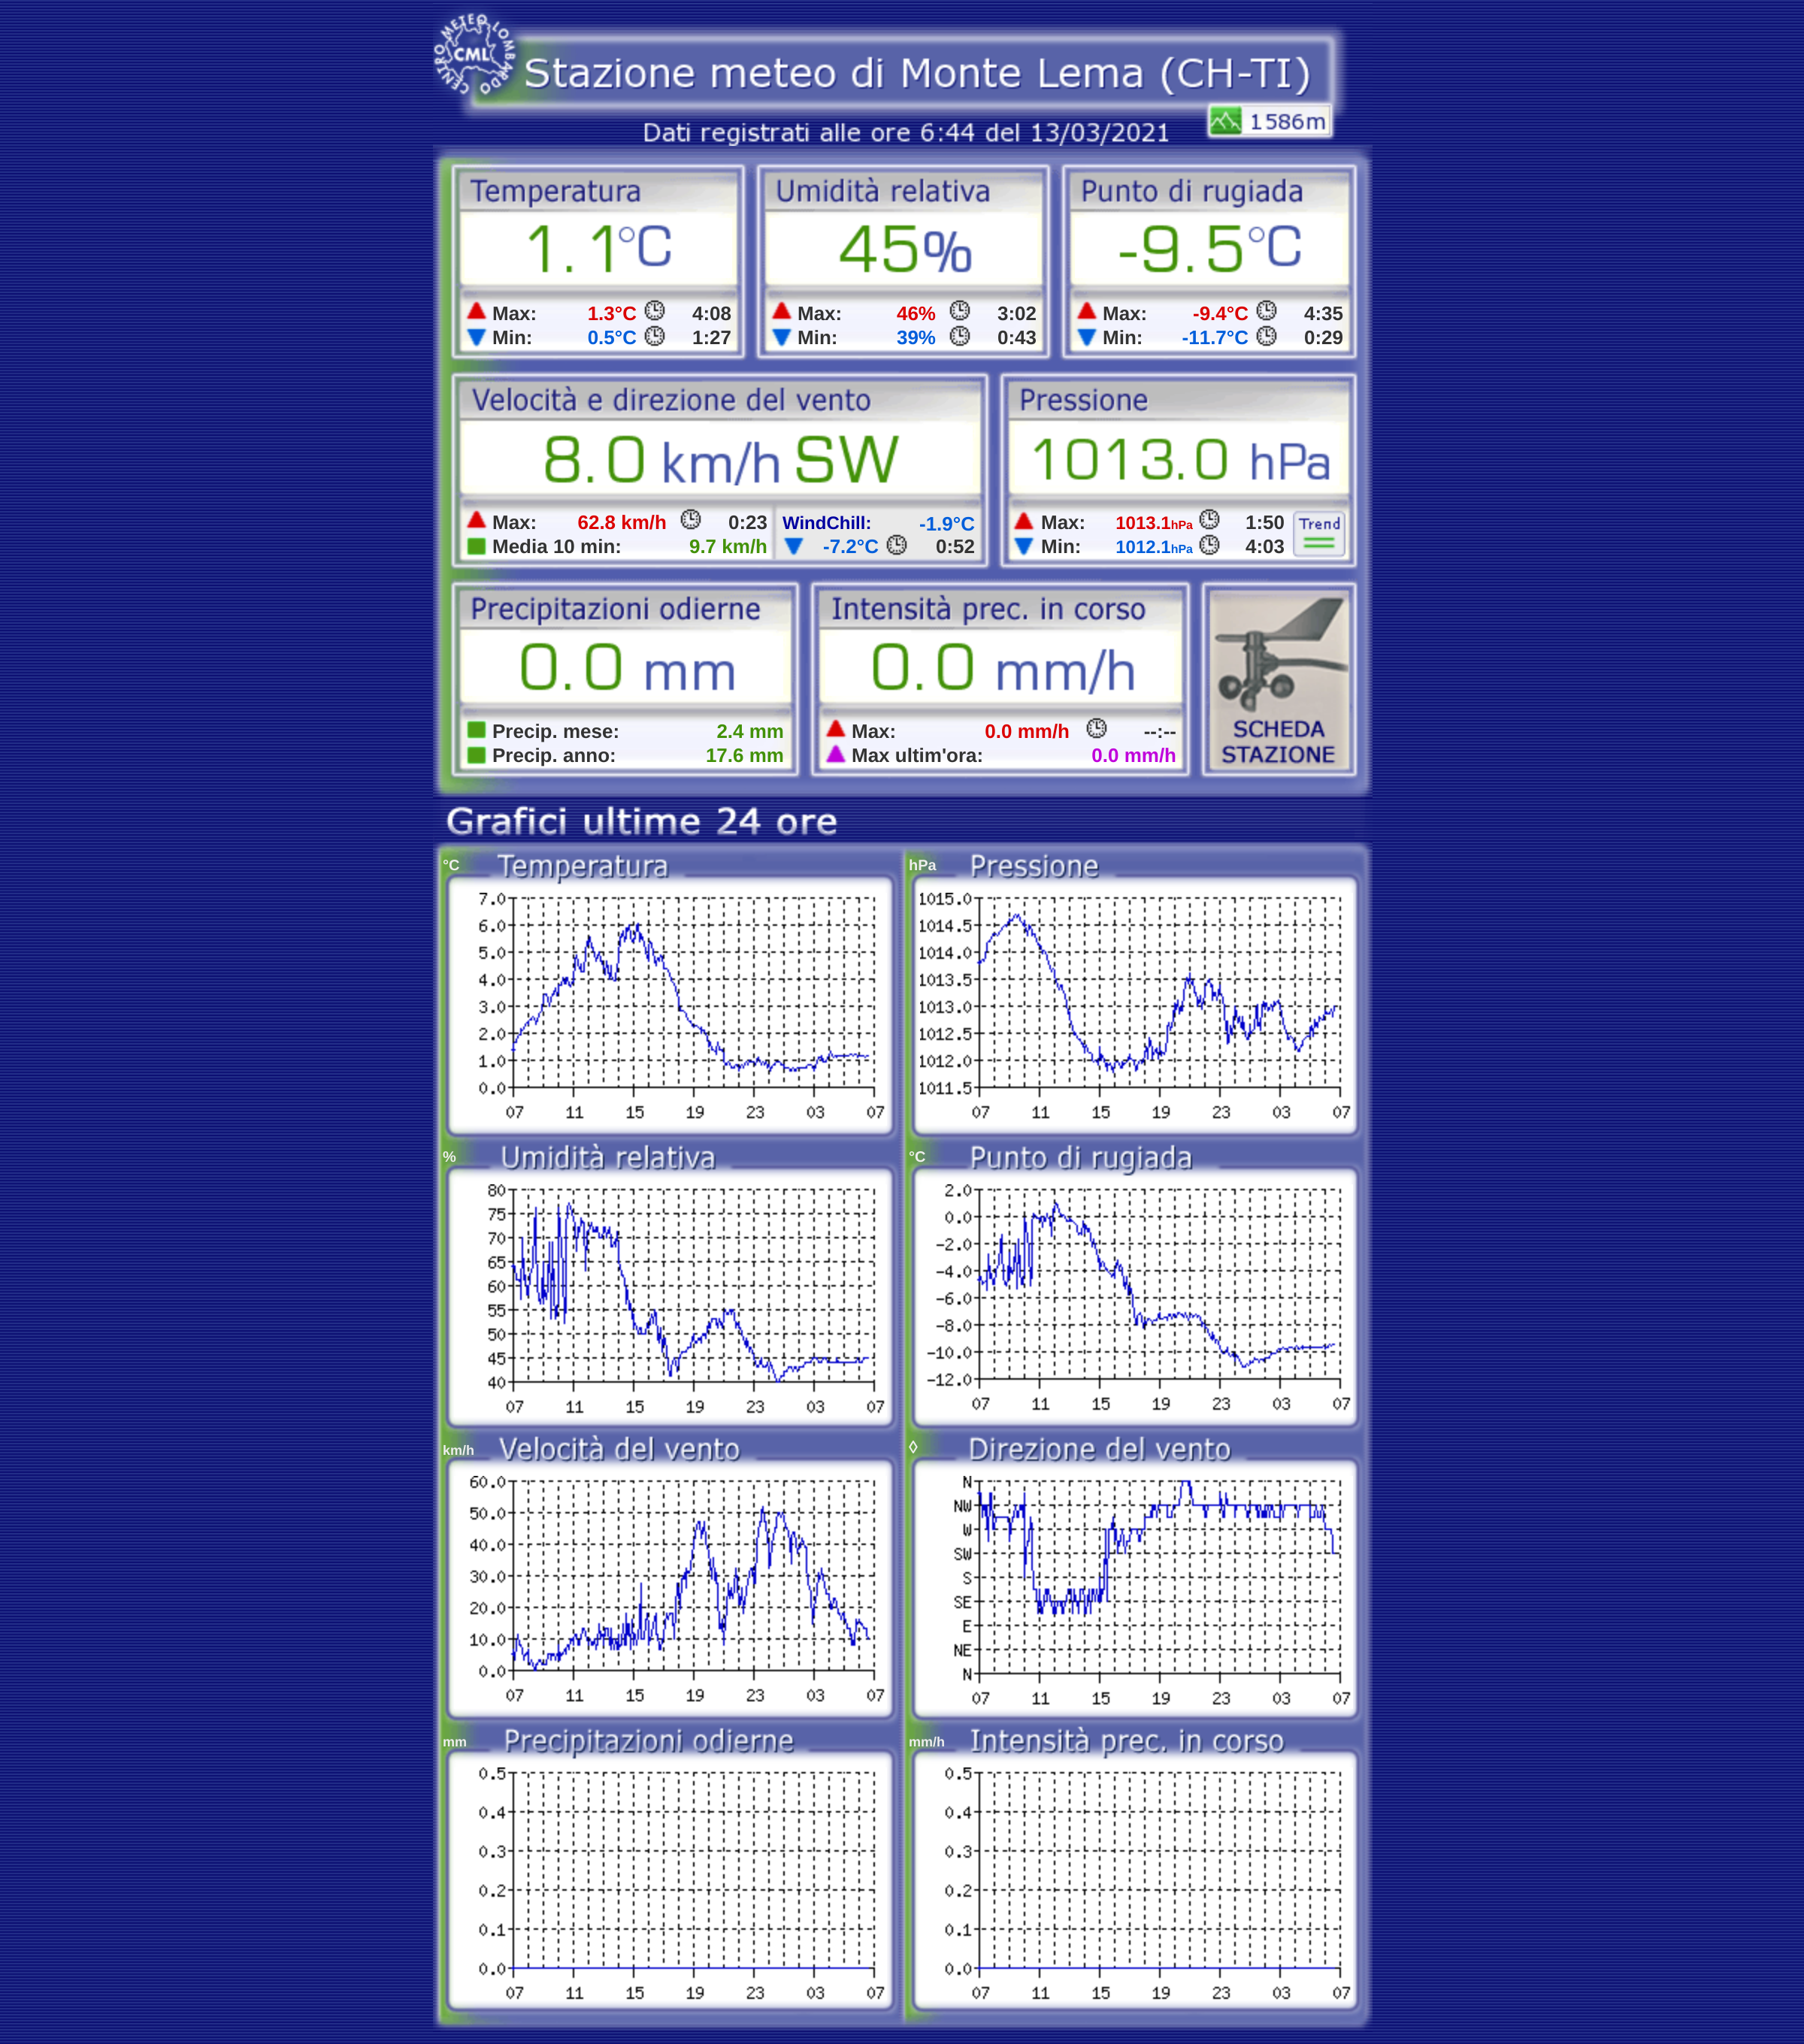 CENTRO METEO LOMBARDO
CML
Stazione meteo di Monte Lema (CH-TI)
1586m
Dati registrati alle ore 6:44 del 13/03/2021
Temperatura
1.1°C
Max: 1.3°C 4:08
Min: 0.5°C 1:27
Umidità relativa
45%
Max: 46% 3:02
Min: 39% 0:43
Punto di rugiada
-9.5°C
Max: -9.4°C 4:35
Min: -11.7°C 0:29
Velocità e direzione del vento
8.0 km/h SW
Max: 62.8 km/h 0:23
Media 10 min: 9.7 km/h
WindChill: -1.9°C
-7.2°C 0:52
Pressione
1013.0 hPa
Max: 1013.1hPa 1:50
Min: 1012.1hPa 4:03
Trend
Precipitazioni odierne
0.0 mm
Precip. mese: 2.4 mm
Precip. anno: 17.6 mm
Intensità prec. in corso
0.0 mm/h
Max: 0.0 mm/h --:--
Max ultim'ora: 0.0 mm/h
SCHEDA
STAZIONE
Grafici ultime 24 ore
°C Temperatura
7.0
6.0
5.0
4.0
3.0
2.0
1.0
0.0
07 11 15 19 23 03 07
hPa Pressione
1015.0
1014.5
1014.0
1013.5
1013.0
1012.5
1012.0
1011.5
07 11 15 19 23 03 07
% Umidità relativa
80
75
70
65
60
55
50
45
40
07 11 15 19 23 03 07
°C Punto di rugiada
2.0
0.0
-2.0
-4.0
-6.0
-8.0
-10.0
-12.0
07 11 15 19 23 03 07
km/h Velocità del vento
60.0
50.0
40.0
30.0
20.0
10.0
0.0
07 11 15 19 23 03 07
◊ Direzione del vento
N
NW
W
SW
S
SE
E
NE
N
07 11 15 19 23 03 07
mm Precipitazioni odierne
0.5
0.4
0.3
0.2
0.1
0.0
07 11 15 19 23 03 07
mm/h Intensità prec. in corso
0.5
0.4
0.3
0.2
0.1
0.0
07 11 15 19 23 03 07